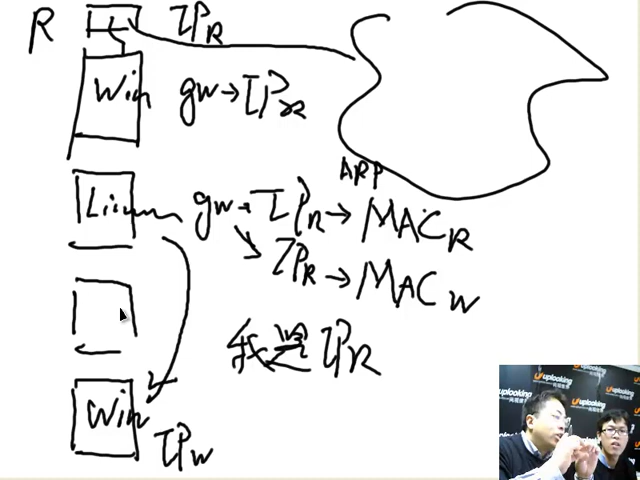 R IPR
Win gw→IPR
ARP
Linux gw→IPR→MACR
IPR→MACW
我是IPR
Win
IPW
uplooking
uplooking